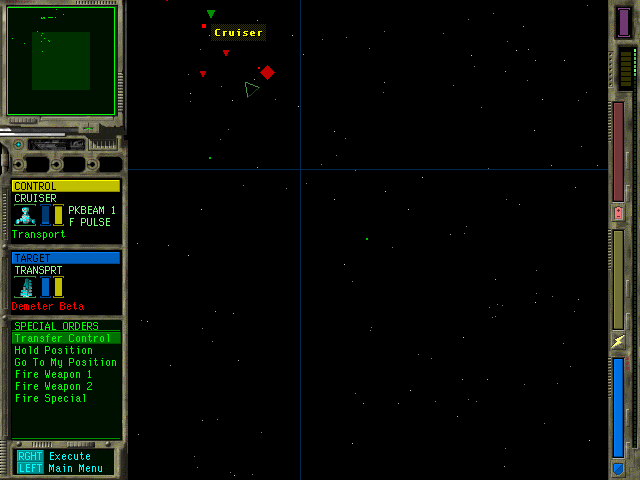 Cruiser
CONTROL
CRUISER
PKBEAM 1
F PULSE
Transport
TARGET
TRANSPRT
Demeter Beta
SPECIAL ORDERS
Transfer Control
Hold Position
Go To My Position
Fire Weapon 1
Fire Weapon 2
Fire Special
RGHT Execute
LEFT Main Menu